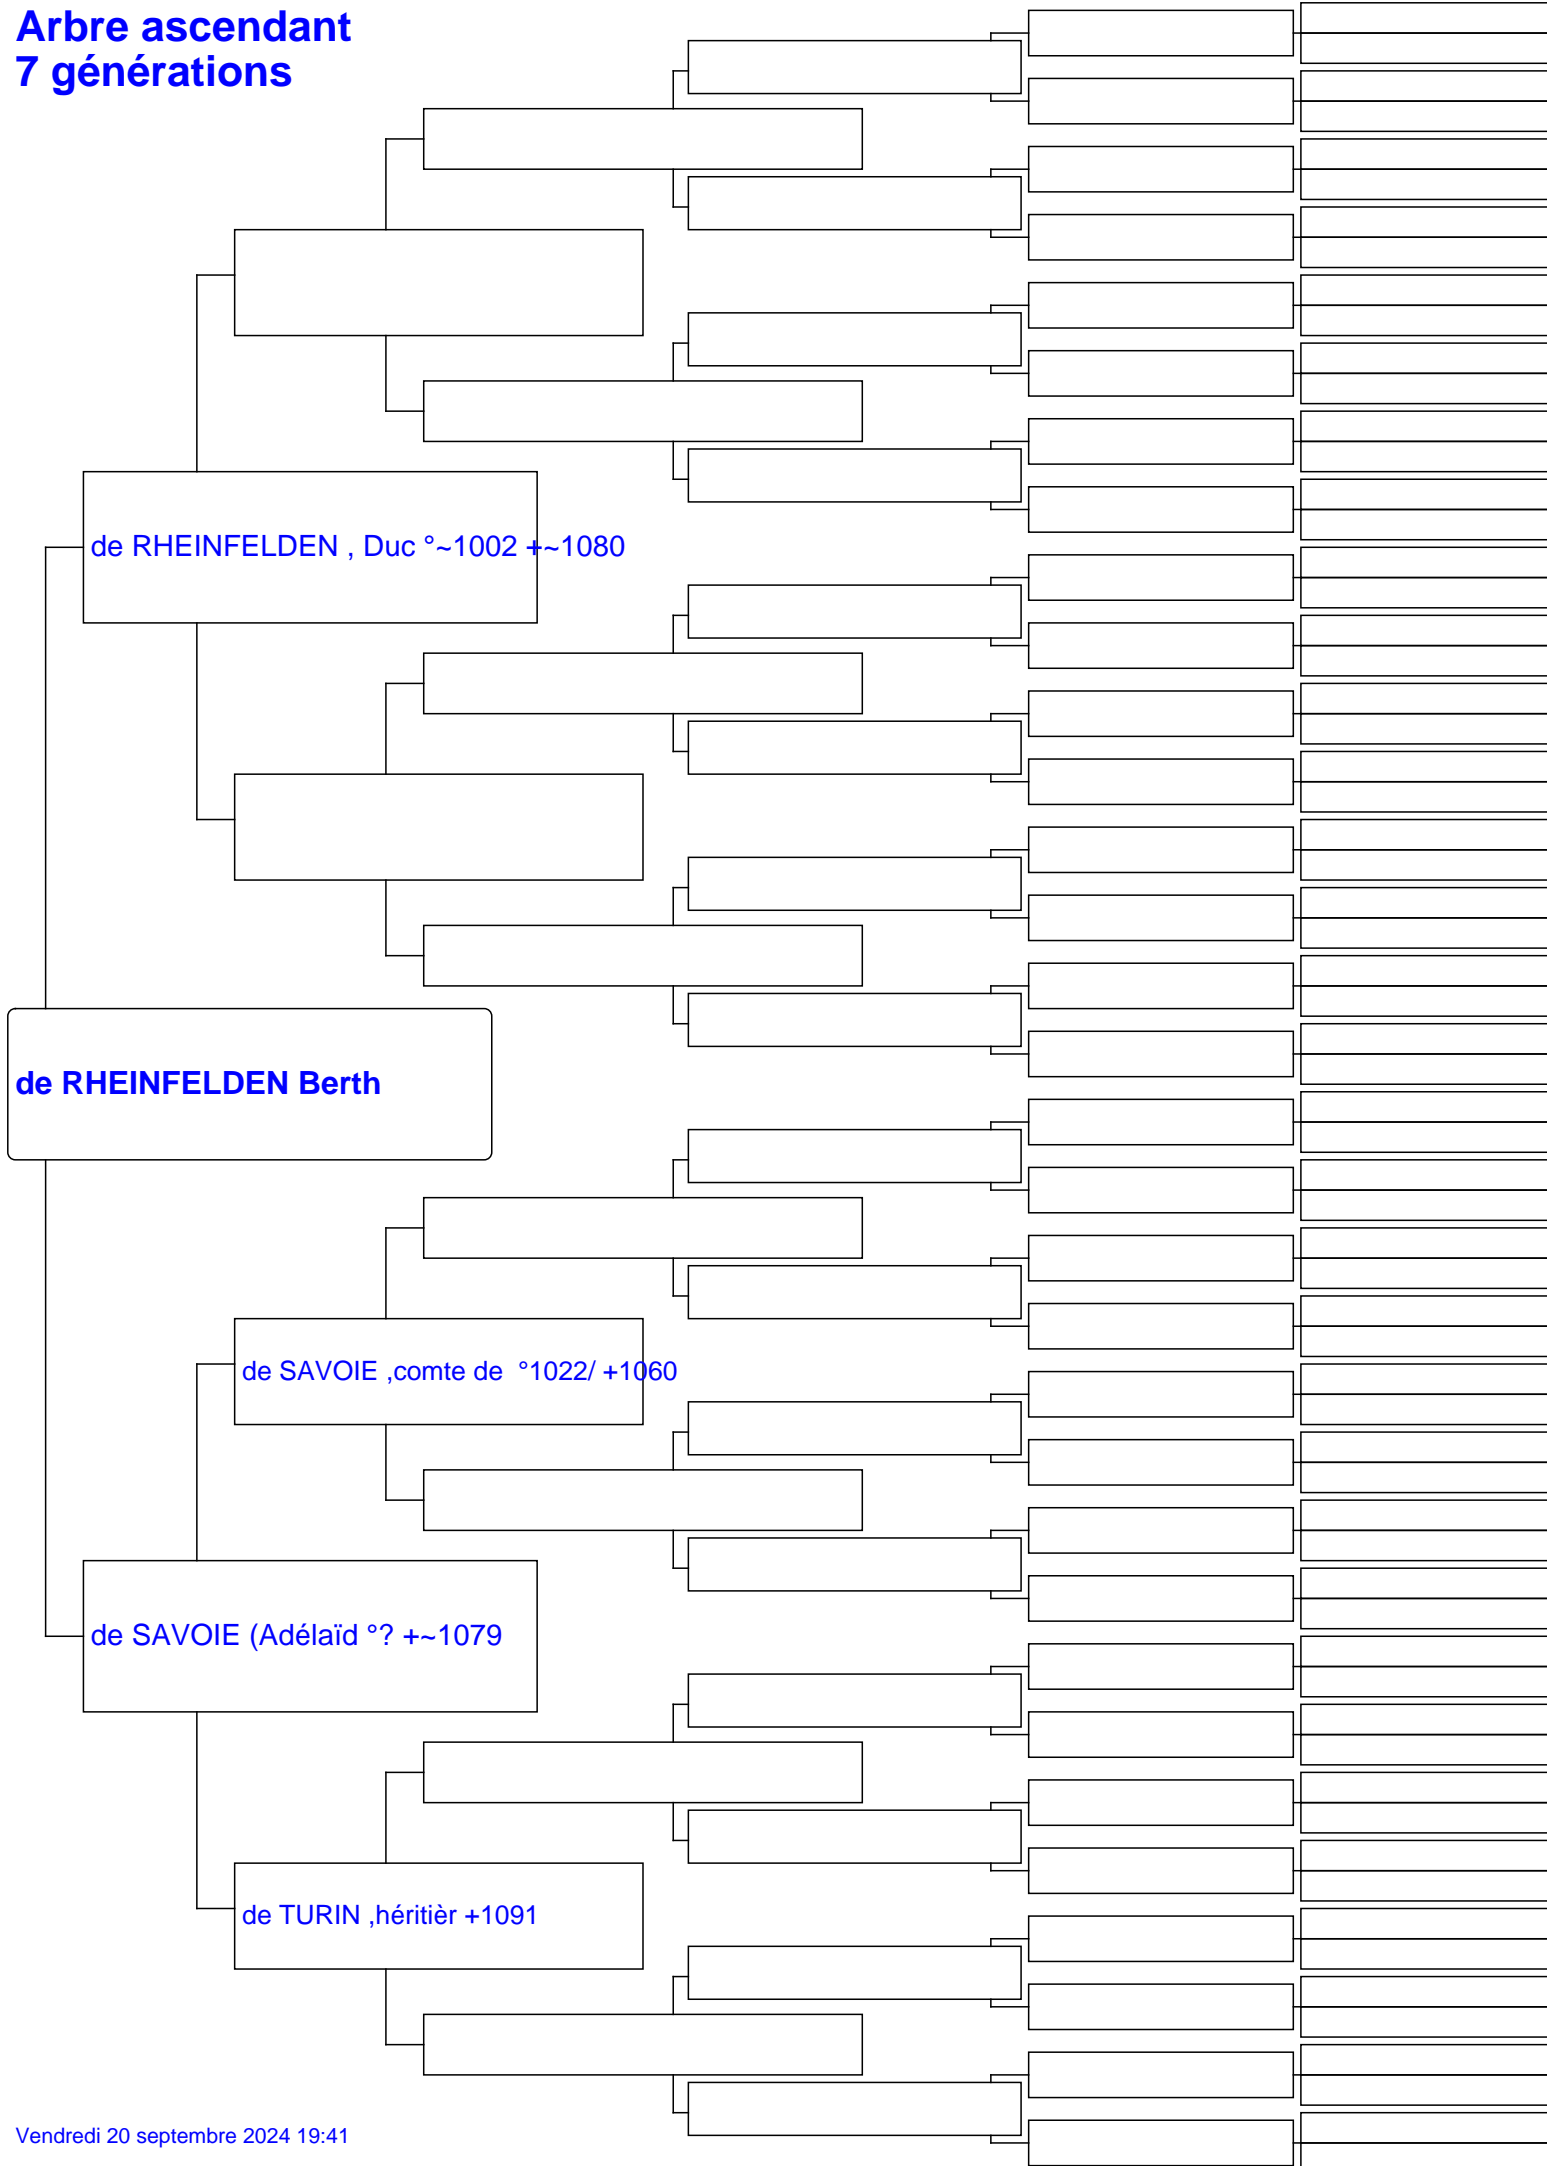 Arbre ascendant
7 générations
de RHEINFELDEN , Duc °~1002 +~1080
de RHEINFELDEN Berth
de SAVOIE ,comte de  °1022/ +1060
de SAVOIE (Adélaïd °? +~1079
de TURIN ,héritièr +1091
Vendredi 20 septembre 2024 19:41